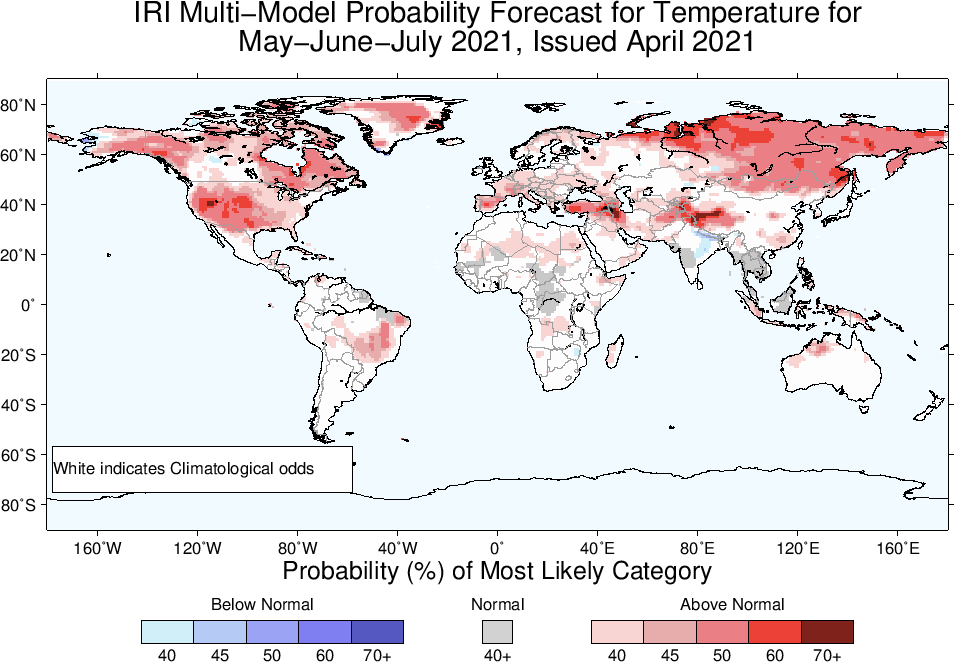 IRI Multi−Model Probability Forecast for Temperature for
May−June−July 2021, Issued April 2021
80˚N
60˚N
40˚N
20˚N
0˚
20˚S
40˚S
60˚S
80˚S
White indicates Climatological odds
160˚W 120˚W 80˚W 40˚W 0˚ 40˚E 80˚E 120˚E 160˚E
Probability (%) of Most Likely Category
Below Normal Normal Above Normal
40 45 50 60 70+ 40+ 40 45 50 60 70+